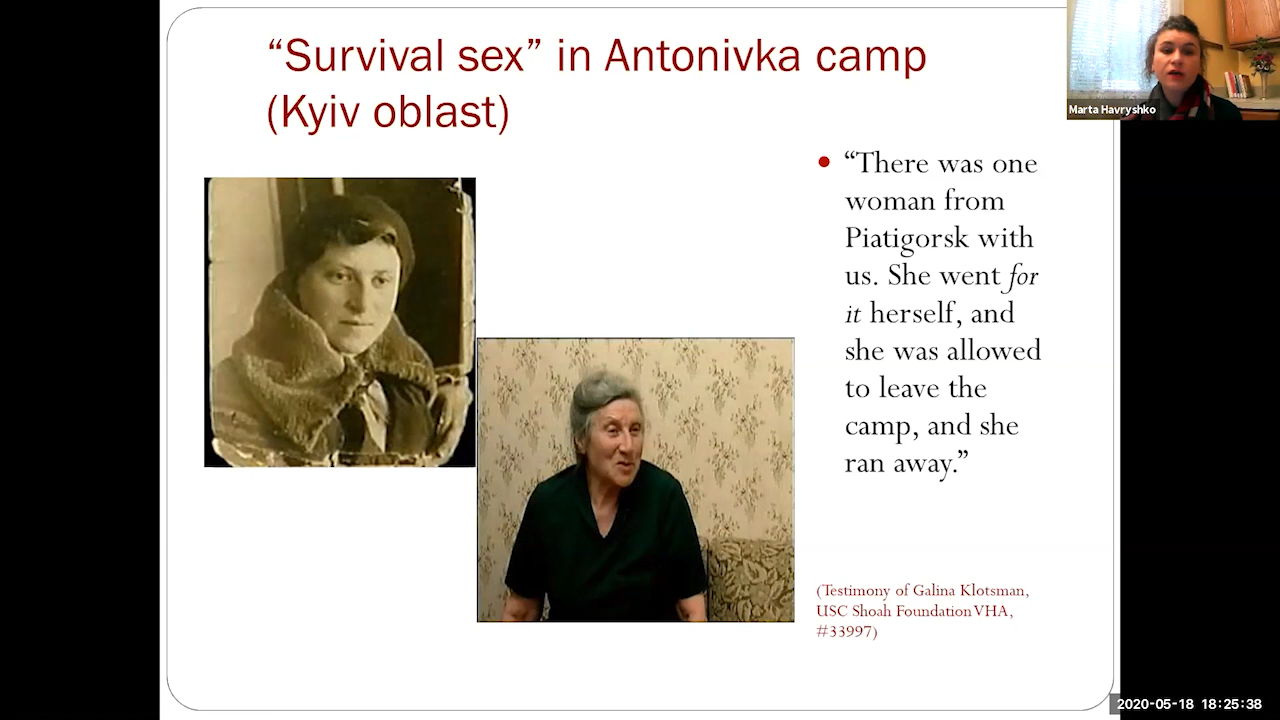 “Survival sex” in Antonivka camp
(Kyiv oblast)
Marta Havryshko
• “There was one
woman from
Piatigorsk with
us. She went for
it herself, and
she was allowed
to leave the
camp, and she
ran away.”
(Testimony of Galina Klotsman,
USC Shoah Foundation VHA,
#33997)
2020-05-18 18:25:38